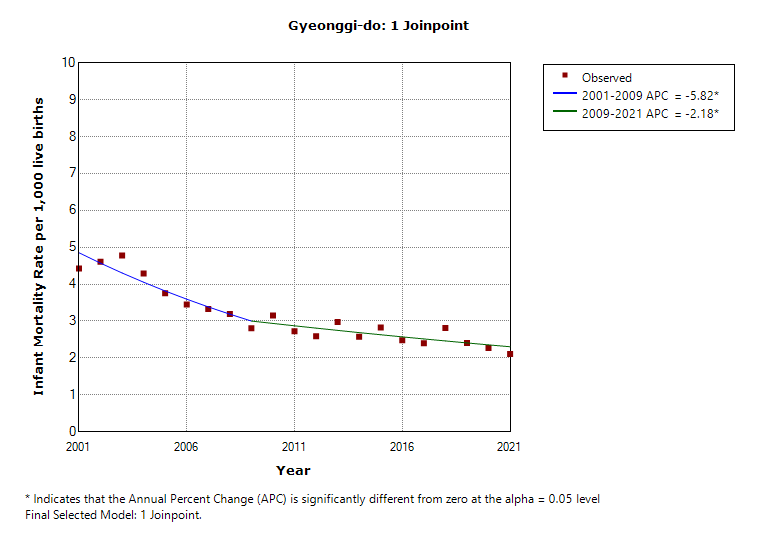 Gyeonggi-do: 1 Joinpoint
Infant Mortality Rate per 1,000 live births
10
9
8
7
6
5
4
3
2
1
0
2001 2006 2011 2016 2021
Year
Observed
2001-2009 APC = -5.82*
2009-2021 APC = -2.18*
* Indicates that the Annual Percent Change (APC) is significantly different from zero at the alpha = 0.05 level
Final Selected Model: 1 Joinpoint.